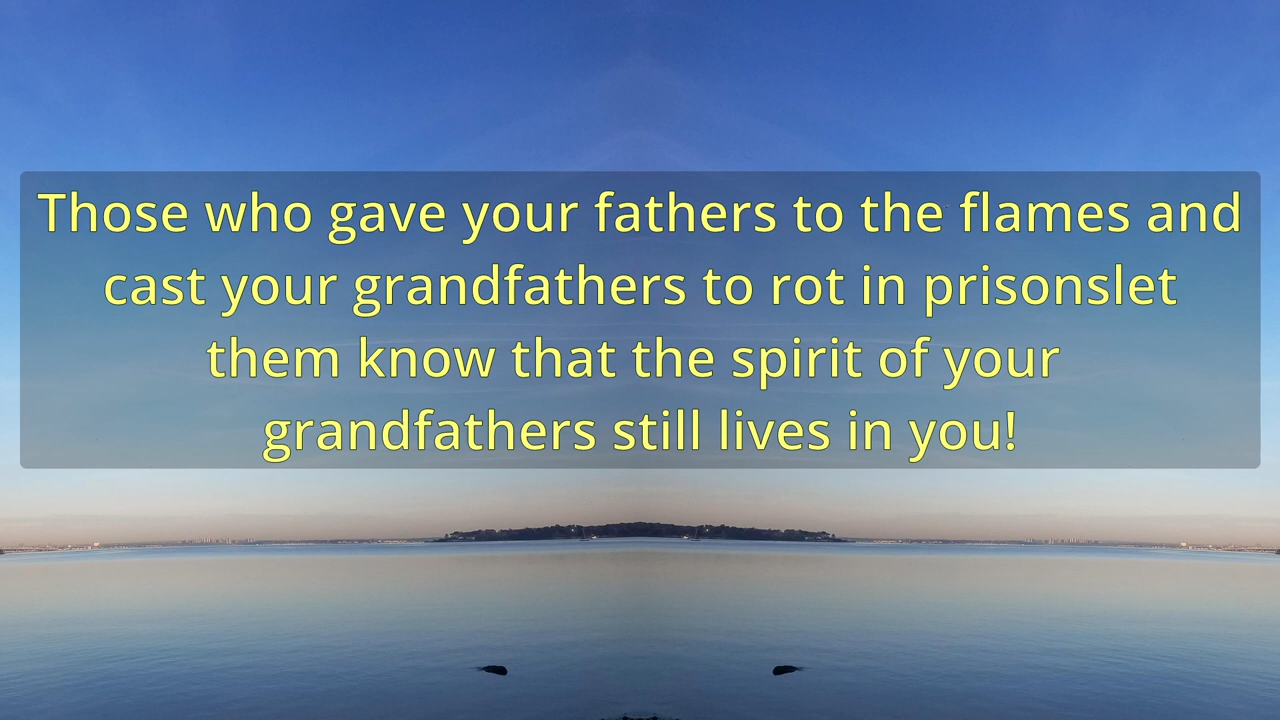 Those who gave your fathers to the flames and
cast your grandfathers to rot in prisonslet
them know that the spirit of your
grandfathers still lives in you!